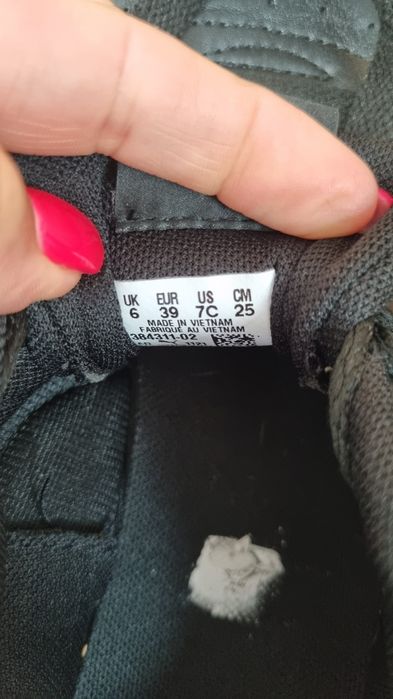 UK EUR US CM
6 39 7C 25
MADE IN VIETNAM
FABRIQUÉ AU VIETNAM
384311-02